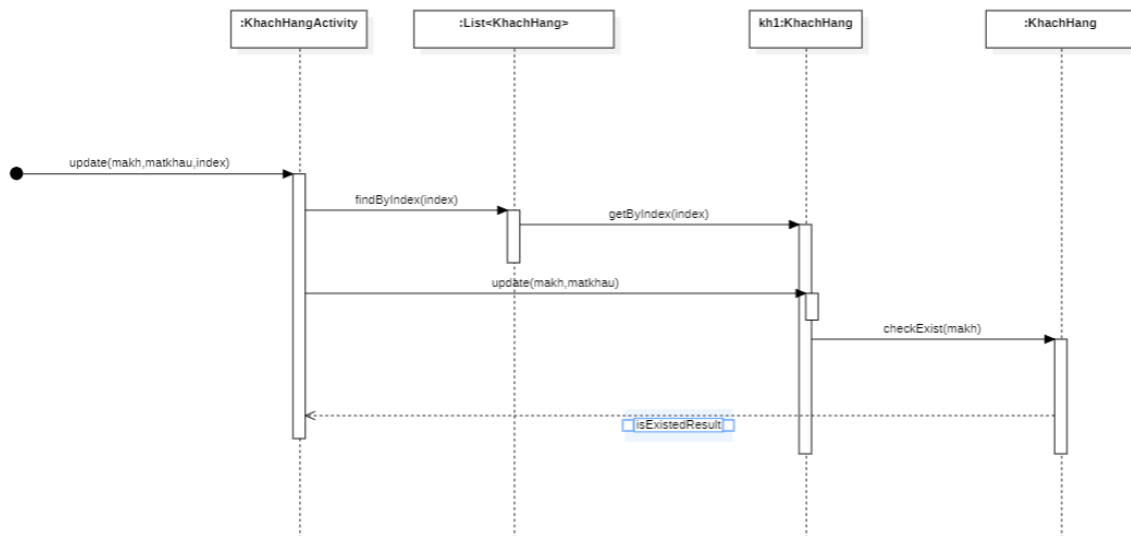 :KhachHangActivity
:List<KhachHang>
kh1:KhachHang
:KhachHang
update(makh,matkhau,index)
findByIndex(index)
getByIndex(index)
update(makh,matkhau)
checkExist(makh)
isExistedResult